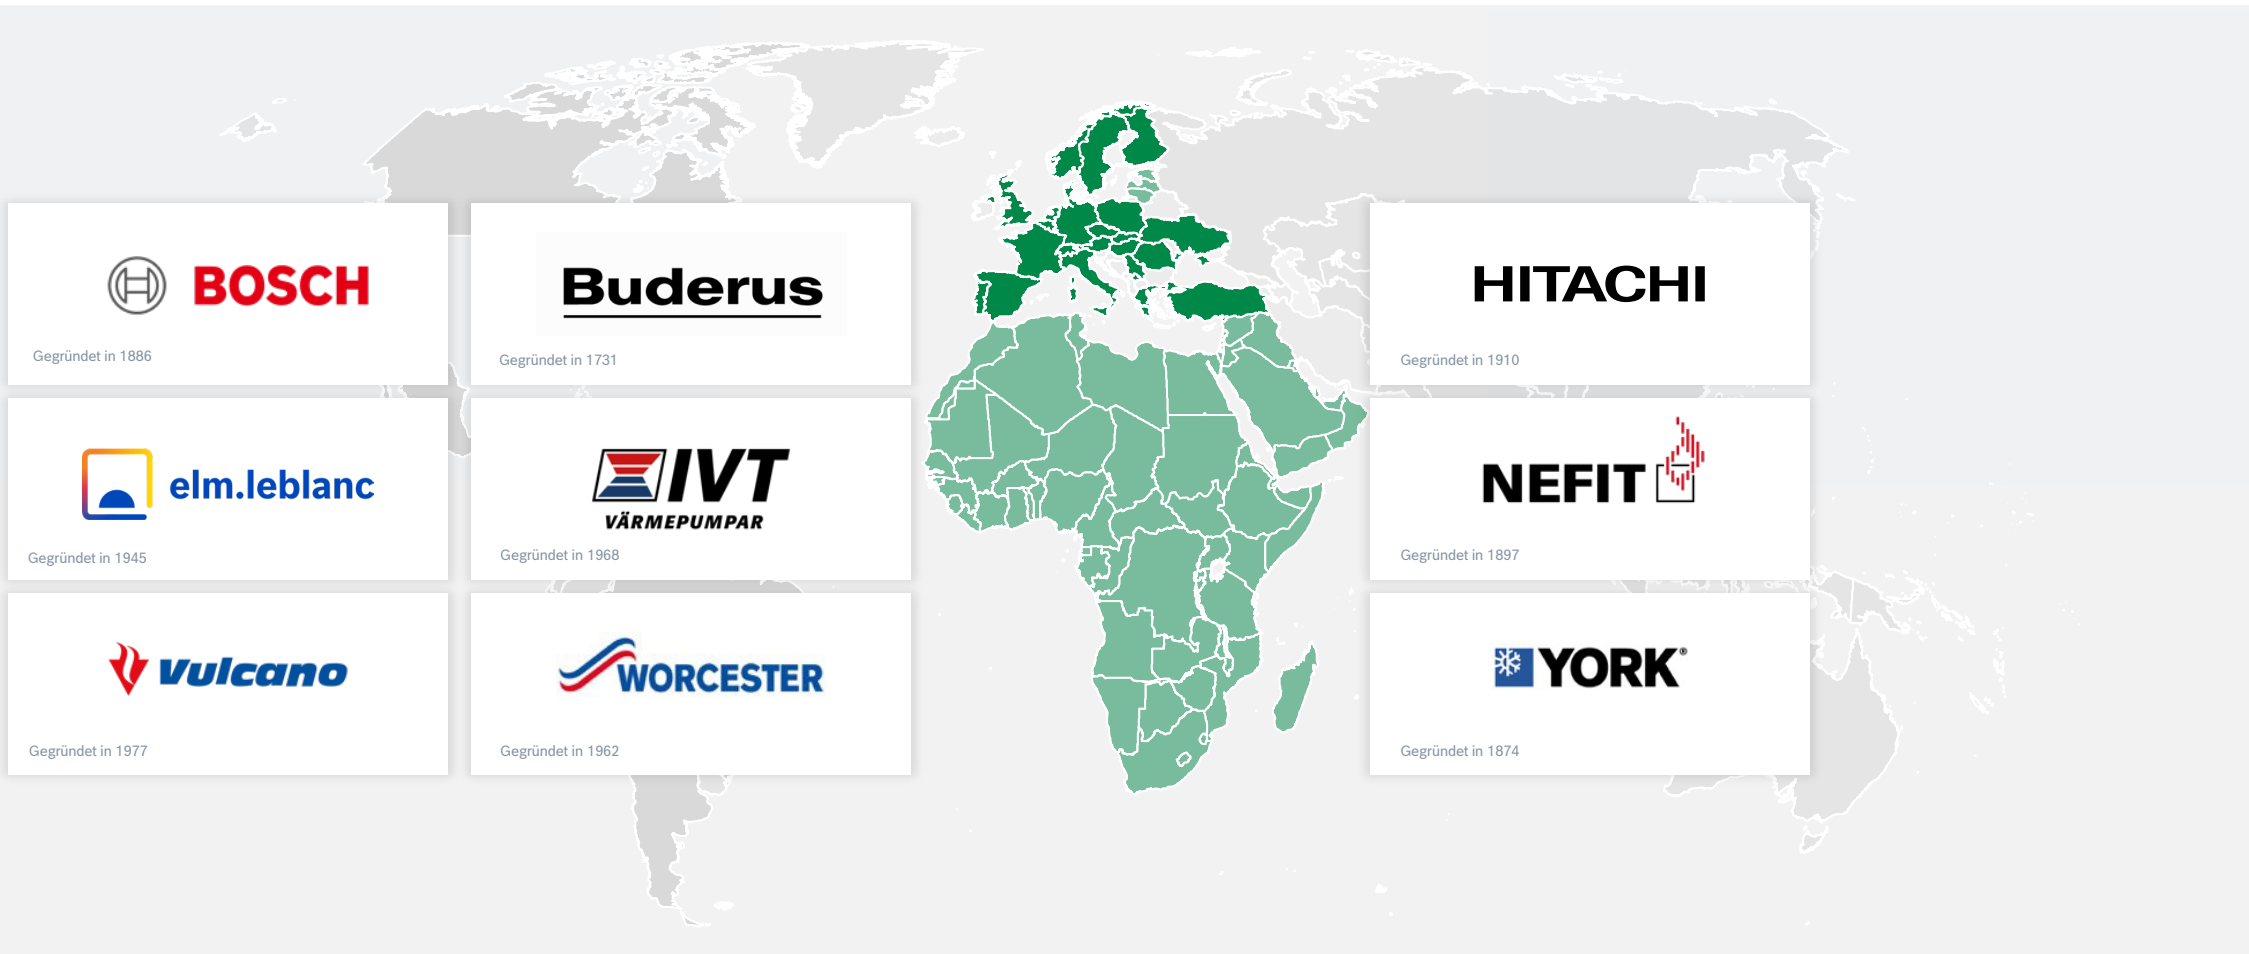 BOSCH
Gegründet in 1886
Buderus
Gegründet in 1731
HITACHI
Gegründet in 1910
elm.leblanc
Gegründet in 1945
IVT
VÄRMEPUMPAR
Gegründet in 1968
NEFIT
Gegründet in 1897
Vulcano
Gegründet in 1977
WORCESTER
Gegründet in 1962
YORK®
Gegründet in 1874